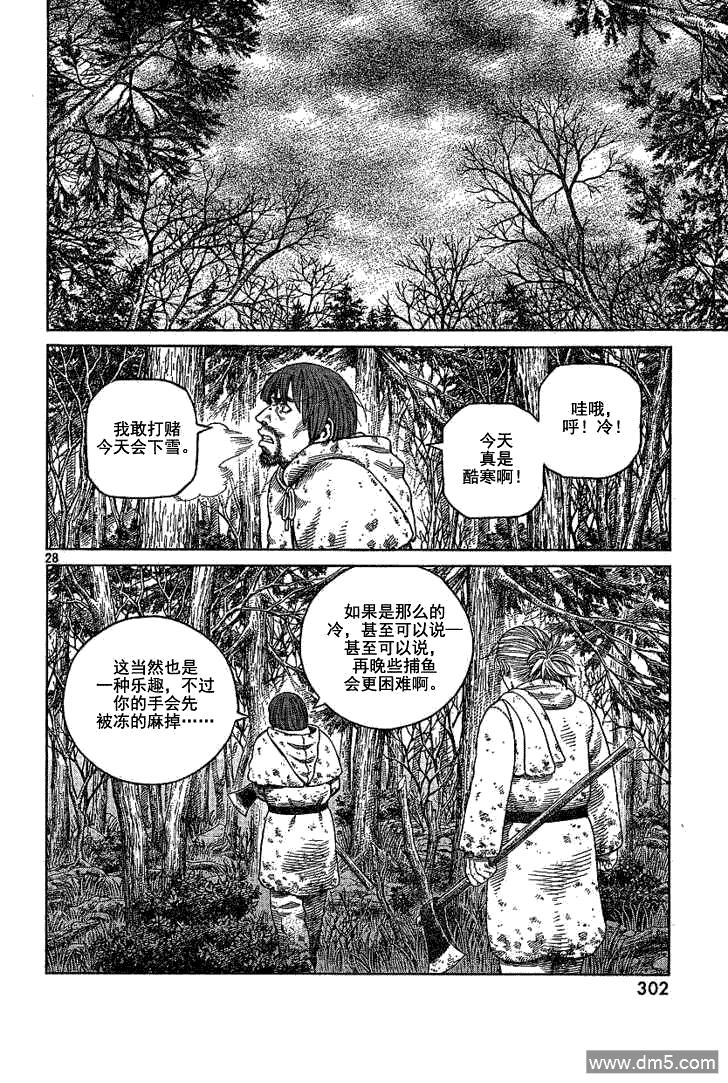 哇哦，
呼！冷！
今天
真是
酷寒啊！
我敢打赌
今天会下雪。
28
如果是那么的
冷，甚至可以说—
甚至可以说，
再晚些捕鱼
会更困难啊。
这当然也是
一种乐趣，不过
你的手会先
被冻的麻掉……
302
www.dm5.com